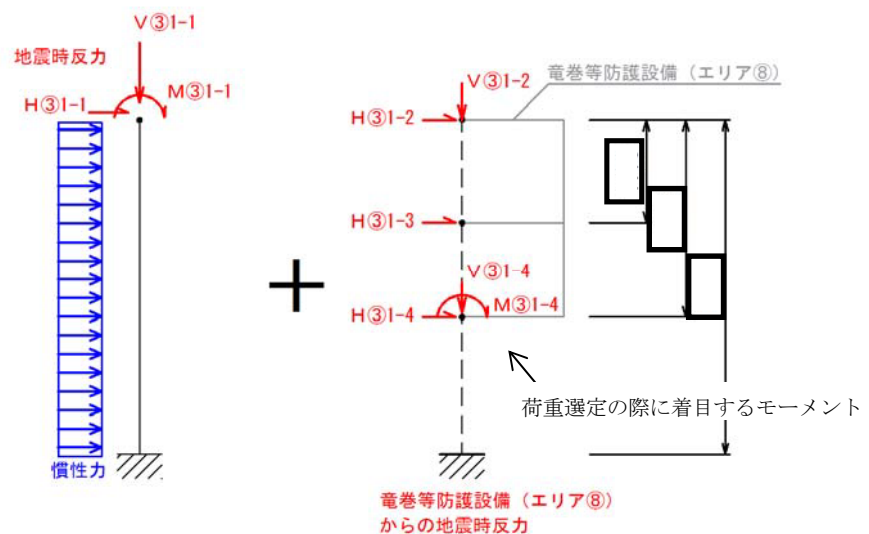 V③1-1
地震時反力
M③1-1
H③1-1
慣性力
＋
竜巻等防護設備（エリア⑧）
V③1-2
H③1-2
H③1-3
V③1-4
M③1-4
H③1-4
荷重選定の際に着目するモーメント
竜巻等防護設備（エリア⑧）
からの地震時反力